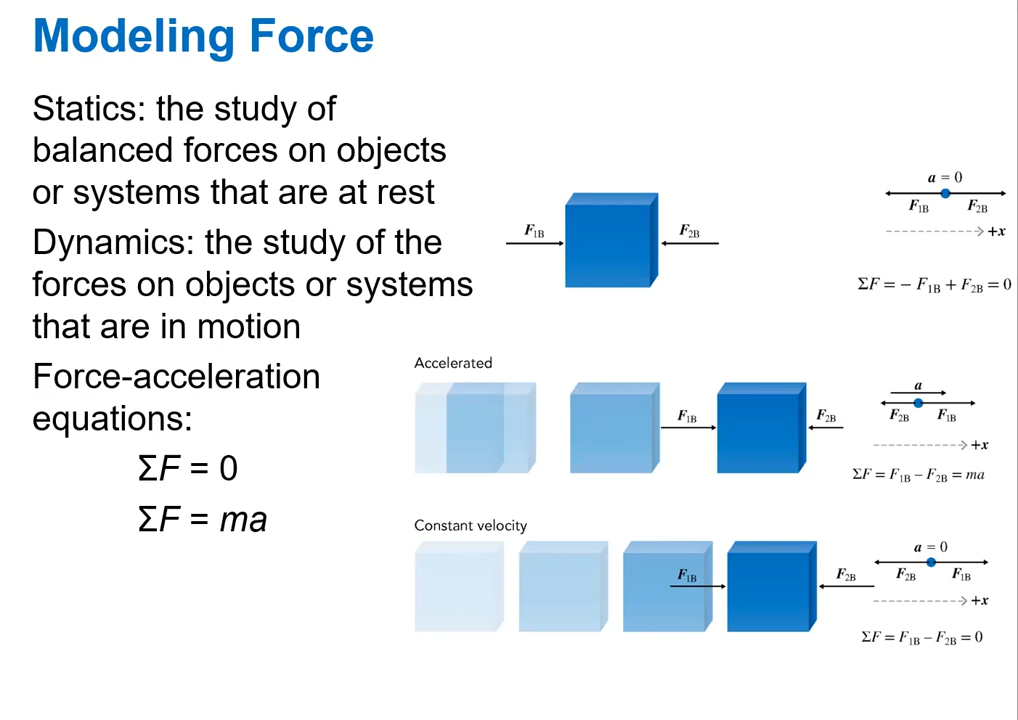 Modeling Force
Statics: the study of
balanced forces on objects
or systems that are at rest
Dynamics: the study of the
forces on objects or systems
that are in motion
Force-acceleration
equations:
ΣF = 0
ΣF = ma
F₁B
F₂B
a = 0
F₁B F₂B
+x
ΣF = − F₁B + F₂B = 0
Accelerated
F₁B
F₂B
a
F₂B F₁B
+x
ΣF = F₁B − F₂B = ma
Constant velocity
F₁B
F₂B
a = 0
F₂B F₁B
+x
ΣF = F₁B − F₂B = 0